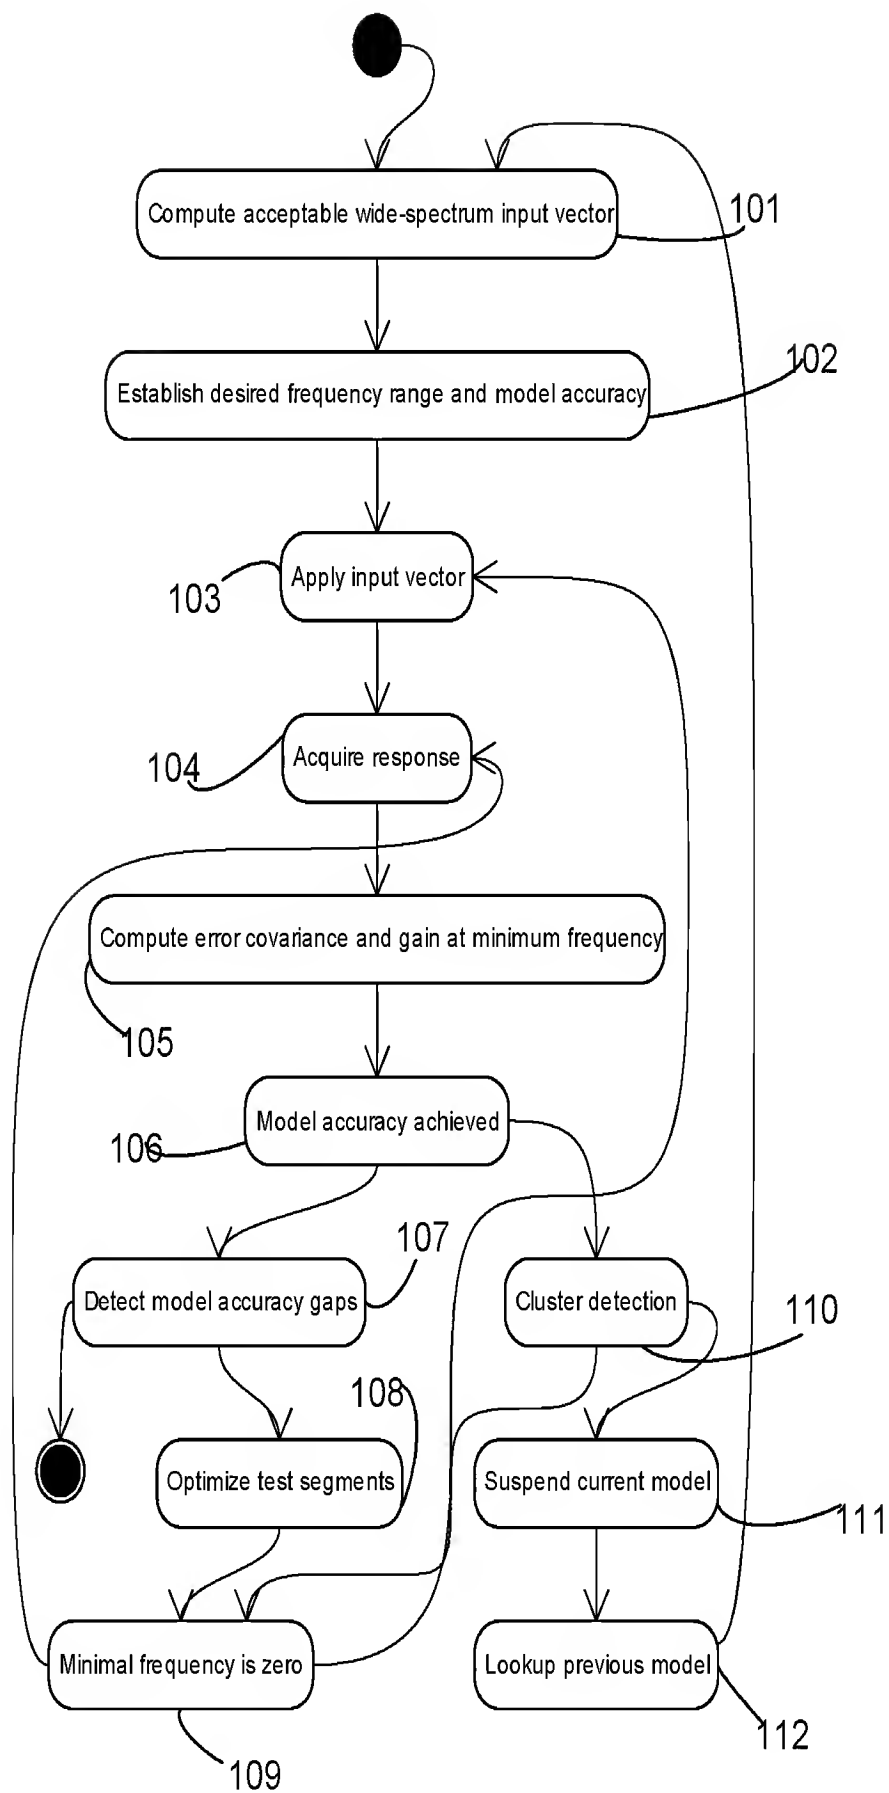 Compute acceptable wide-spectrum input vector
101
Establish desired frequency range and model accuracy
102
Apply input vector
103
Acquire response
104
Compute error covariance and gain at minimum frequency
105
Model accuracy achieved
106
107
Detect model accuracy gaps
Cluster detection
110
108
Optimize test segments
Suspend current model
111
Minimal frequency is zero
Lookup previous model
112
109